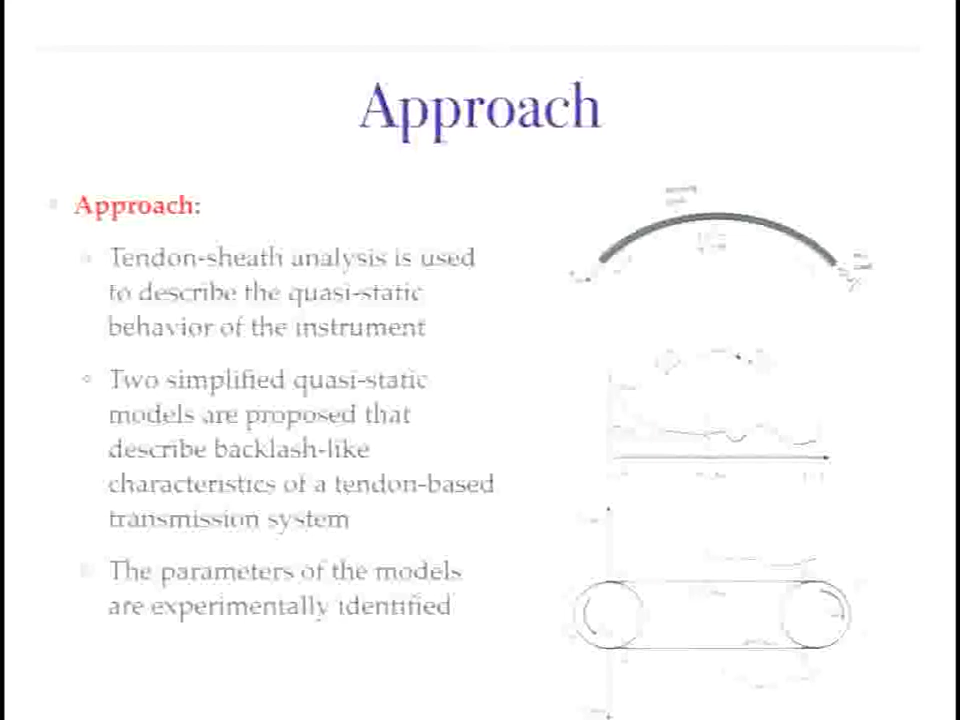 Approach
Approach:
Tendon-sheath analysis is used
to describe the quasi-static
behavior of the instrument
Two simplified quasi-static
models are proposed that
describe backlash-like
characteristics of a tendon-based
transmission system
The parameters of the models
are experimentally identified